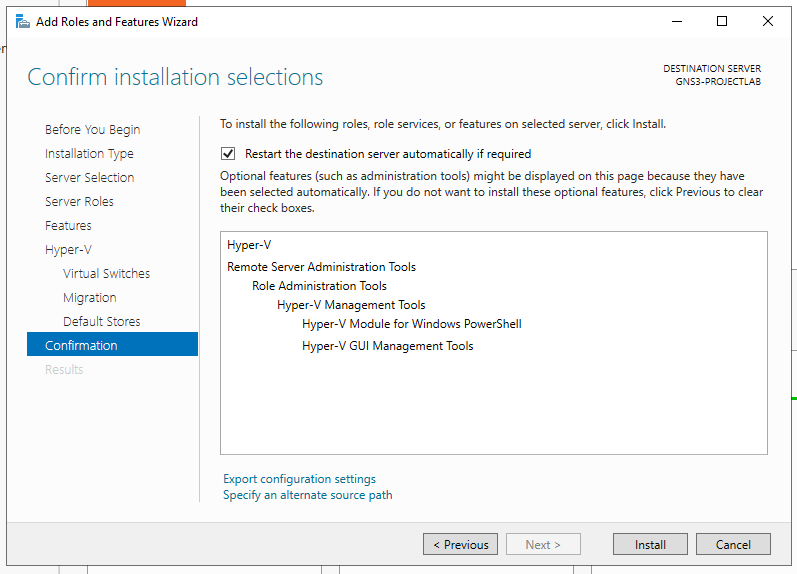 Add Roles and Features Wizard
Confirm installation selections
DESTINATION SERVER
GNS3-PROJECTLAB
Before You Begin
Installation Type
Server Selection
Server Roles
Features
Hyper-V
Virtual Switches
Migration
Default Stores
Confirmation
Results
To install the following roles, role services, or features on selected server, click Install.
Restart the destination server automatically if required
Optional features (such as administration tools) might be displayed on this page because they have
been selected automatically. If you do not want to install these optional features, click Previous to clear
their check boxes.
Hyper-V
Remote Server Administration Tools
Role Administration Tools
Hyper-V Management Tools
Hyper-V Module for Windows PowerShell
Hyper-V GUI Management Tools
Export configuration settings
Specify an alternate source path
< Previous
Next >
Install
Cancel